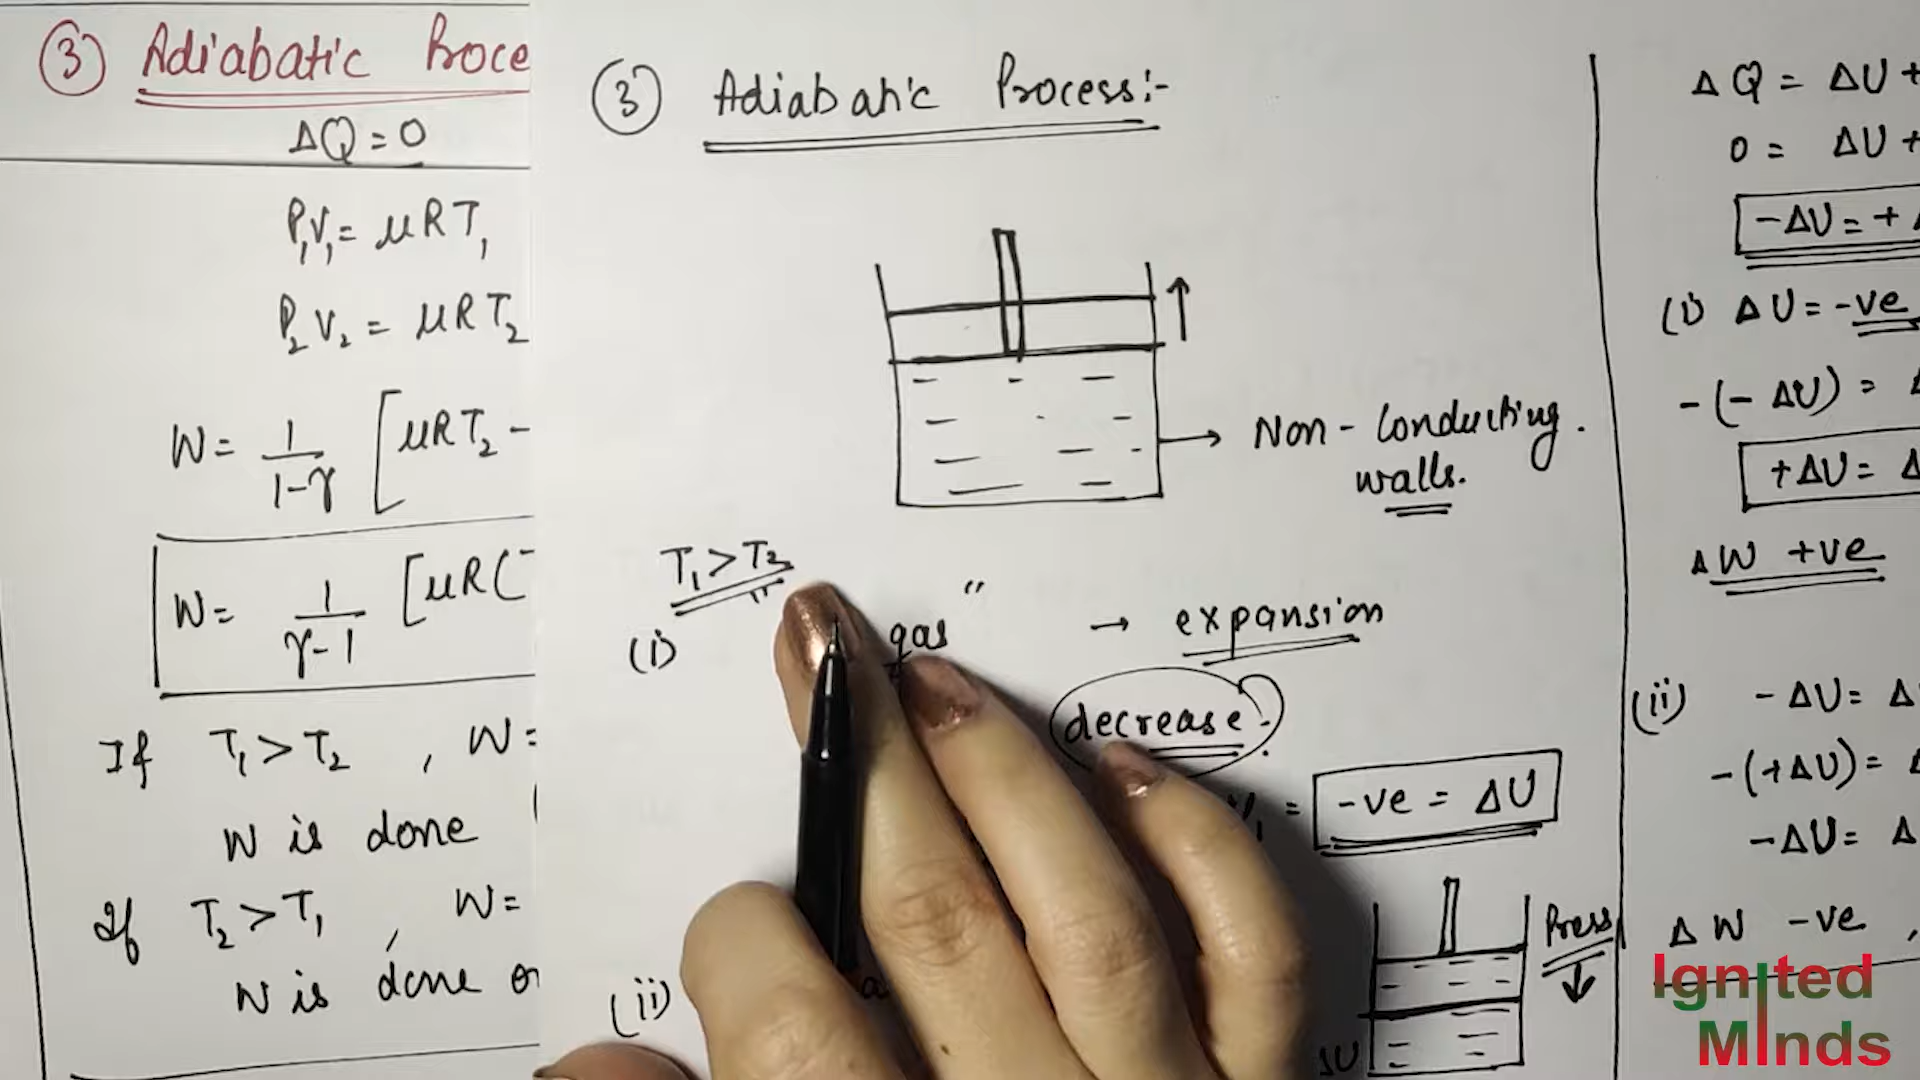 ③ Adiabatic Proce
ΔQ = 0
P₁V₁ = μRT₁
P₂V₂ = μRT₂
W = 1/(1-γ) [μRT₂ -
W = 1/(γ-1) [μR(
If T₁ > T₂ , W =
W is done
If T₂ > T₁ , W =
W is done
③ Adiabatic Process:-
Non-Conducting
walls.
T₁ > T₂
(i) gas " → expansion
decrease.
= -ve = ΔU
(ii)
Press
ΔU
ΔQ = ΔU +
0 = ΔU +
-ΔU = +
(i) ΔU = -ve
-(-ΔU) =
+ΔU = Δ
ΔW +ve
(ii) -ΔU = Δ
-(+ΔU) =
-ΔU = Δ
ΔW -ve ,
Ignited
Minds